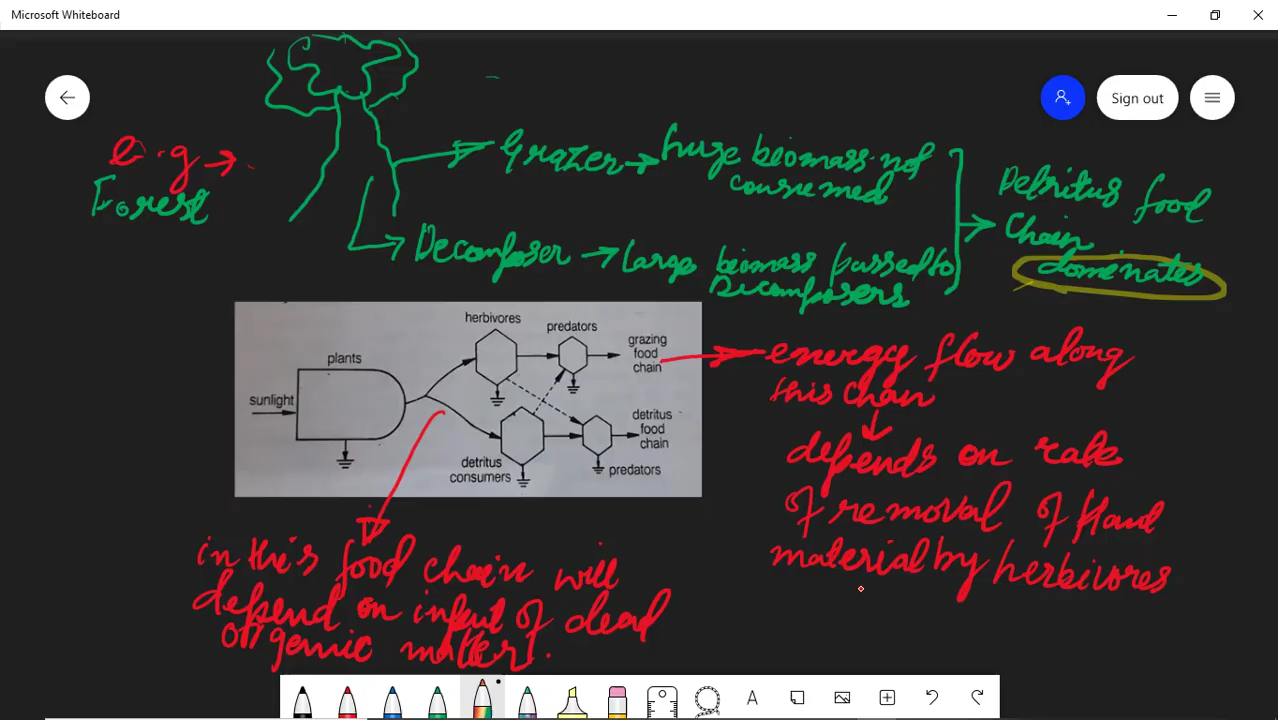 Microsoft Whiteboard
Sign out
e.g →
Forest
Grazer → huge biomass not
consumed
Decomposer → Large biomass passed to
Decomposers
Detritus food
Chain
dominates
sunlight
plants
herbivores
predators
grazing
food
chain
detritus
consumers
predators
detritus
food
chain
energy flow along
this chain
depends on rate
of removal of plant
material by herbivores
in this food chain will
depend on input of dead
organic matter.
A